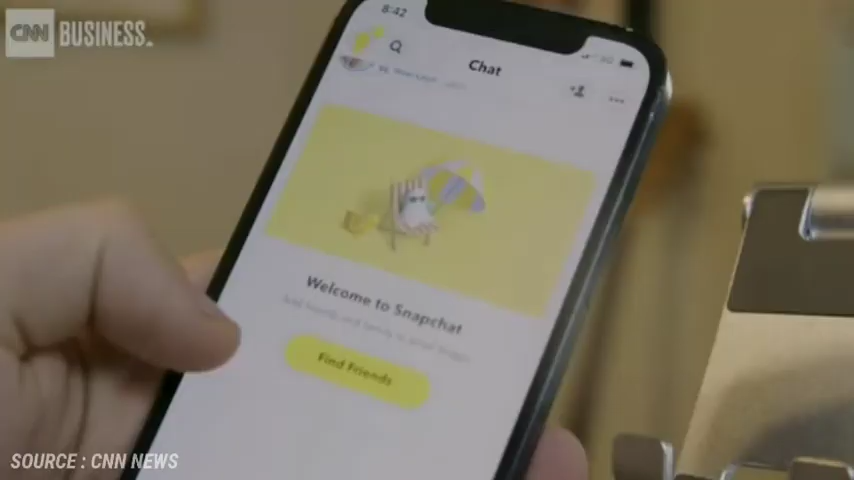 CNN BUSINESS.
8:42
Chat
Welcome to Snapchat
Find Friends
SOURCE : CNN NEWS